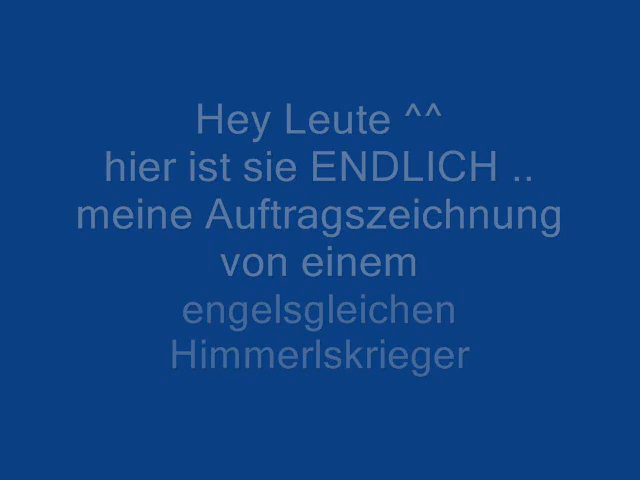 Hey Leute ^^
hier ist sie ENDLICH ..
meine Auftragszeichnung
von einem
engelsgleichen
Himmerlskrieger